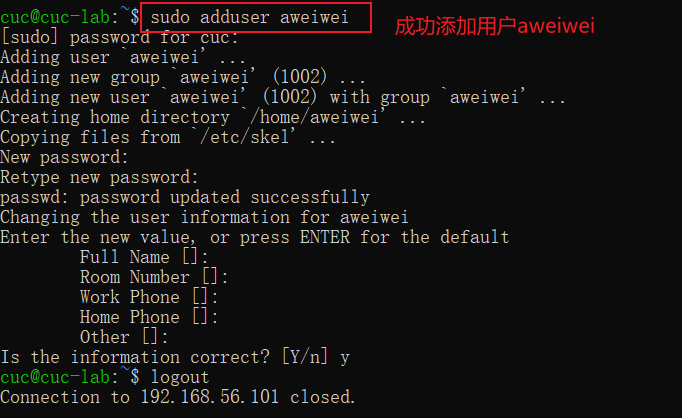 cuc@cuc-lab:~$ sudo adduser aweiwei
成功添加用户aweiwei
[sudo] password for cuc:
Adding user `aweiwei' ...
Adding new group `aweiwei' (1002) ...
Adding new user `aweiwei' (1002) with group `aweiwei' ...
Creating home directory `/home/aweiwei' ...
Copying files from `/etc/skel' ...
New password:
Retype new password:
passwd: password updated successfully
Changing the user information for aweiwei
Enter the new value, or press ENTER for the default
Full Name []:
Room Number []:
Work Phone []:
Home Phone []:
Other []:
Is the information correct? [Y/n] y
cuc@cuc-lab:~$ logout
Connection to 192.168.56.101 closed.